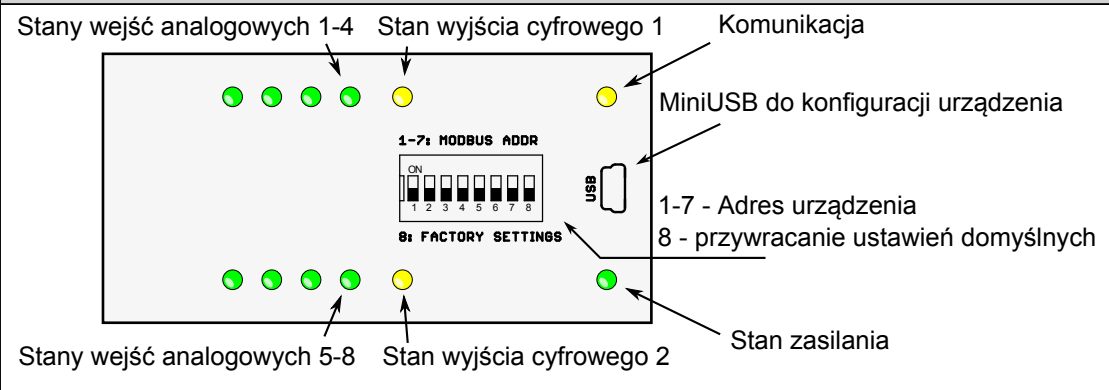 Stany wejść analogowych 1-4
Stan wyjścia cyfrowego 1
Komunikacja
MiniUSB do konfiguracji urządzenia
1-7: MODBUS ADDR
ON
1 2 3 4 5 6 7 8
8: FACTORY SETTINGS
USB
1-7 - Adres urządzenia
8 - przywracanie ustawień domyślnych
Stany wejść analogowych 5-8
Stan wyjścia cyfrowego 2
Stan zasilania